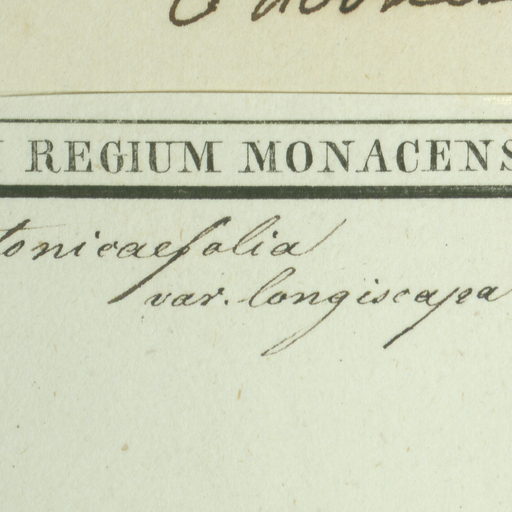 REGIUM MONACENS
tonicaefolia
var. longiscapa